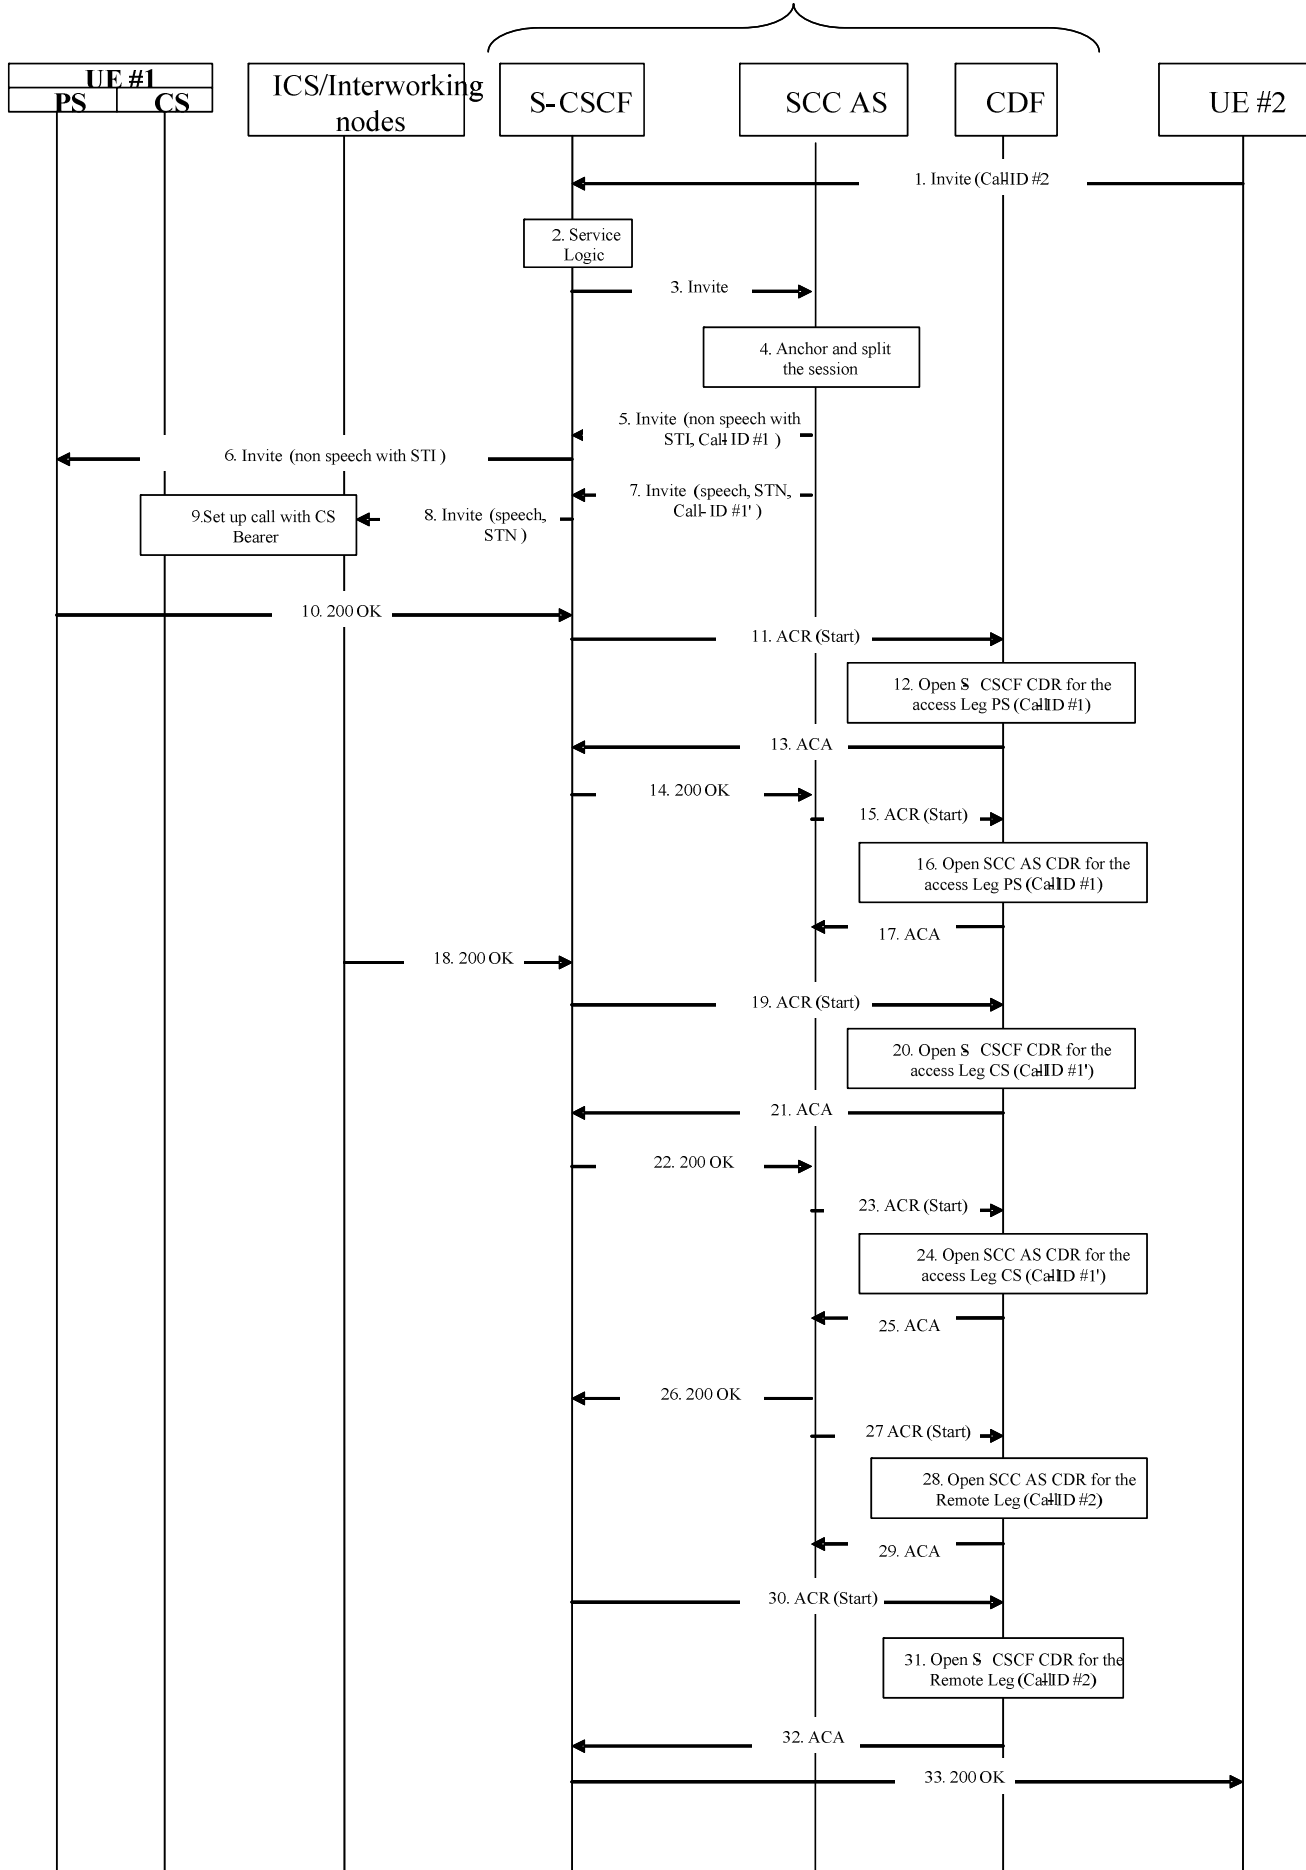 UE #1
PS
CS
ICS/Interworking
nodes
S-CSCF
SCC AS
CDF
UE #2
1. Invite (Call-ID #2
2. Service
Logic
3. Invite
4. Anchor and split
the session
5. Invite (non speech with
STI, Call-ID #1 )
6. Invite (non speech with STI )
7. Invite (speech, STN,
Call-ID #1' )
8. Invite (speech,
STN )
9.Set up call with CS
Bearer
10. 200 OK
11. ACR (Start)
12. Open S-CSCF CDR for the
access Leg PS (Call-ID #1)
13. ACA
14. 200 OK
15. ACR (Start)
16. Open SCC AS CDR for the
access Leg PS (Call-ID #1)
17. ACA
18. 200 OK
19. ACR (Start)
20. Open S-CSCF CDR for the
access Leg CS (Call-ID #1')
21. ACA
22. 200 OK
23. ACR (Start)
24. Open SCC AS CDR for the
access Leg CS (Call-ID #1')
25. ACA
26. 200 OK
27 ACR (Start)
28. Open SCC AS CDR for the
Remote Leg (Call-ID #2)
29. ACA
30. ACR (Start)
31. Open S-CSCF CDR for the
Remote Leg (Call-ID #2)
32. ACA
33. 200 OK